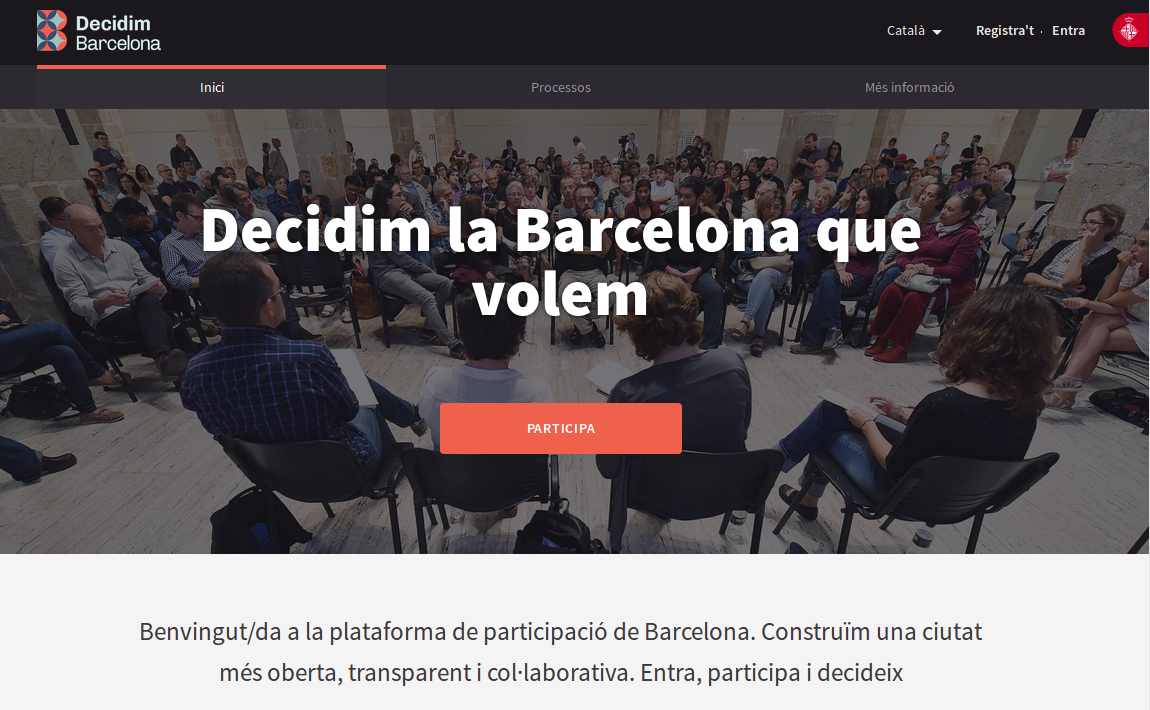 Decidim
Barcelona
Català
Registra't · Entra
Inici
Processos
Més informació
Decidim la Barcelona que
volem
PARTICIPA
Benvingut/da a la plataforma de participació de Barcelona. Construïm una ciutat
més oberta, transparent i col·laborativa. Entra, participa i decideix